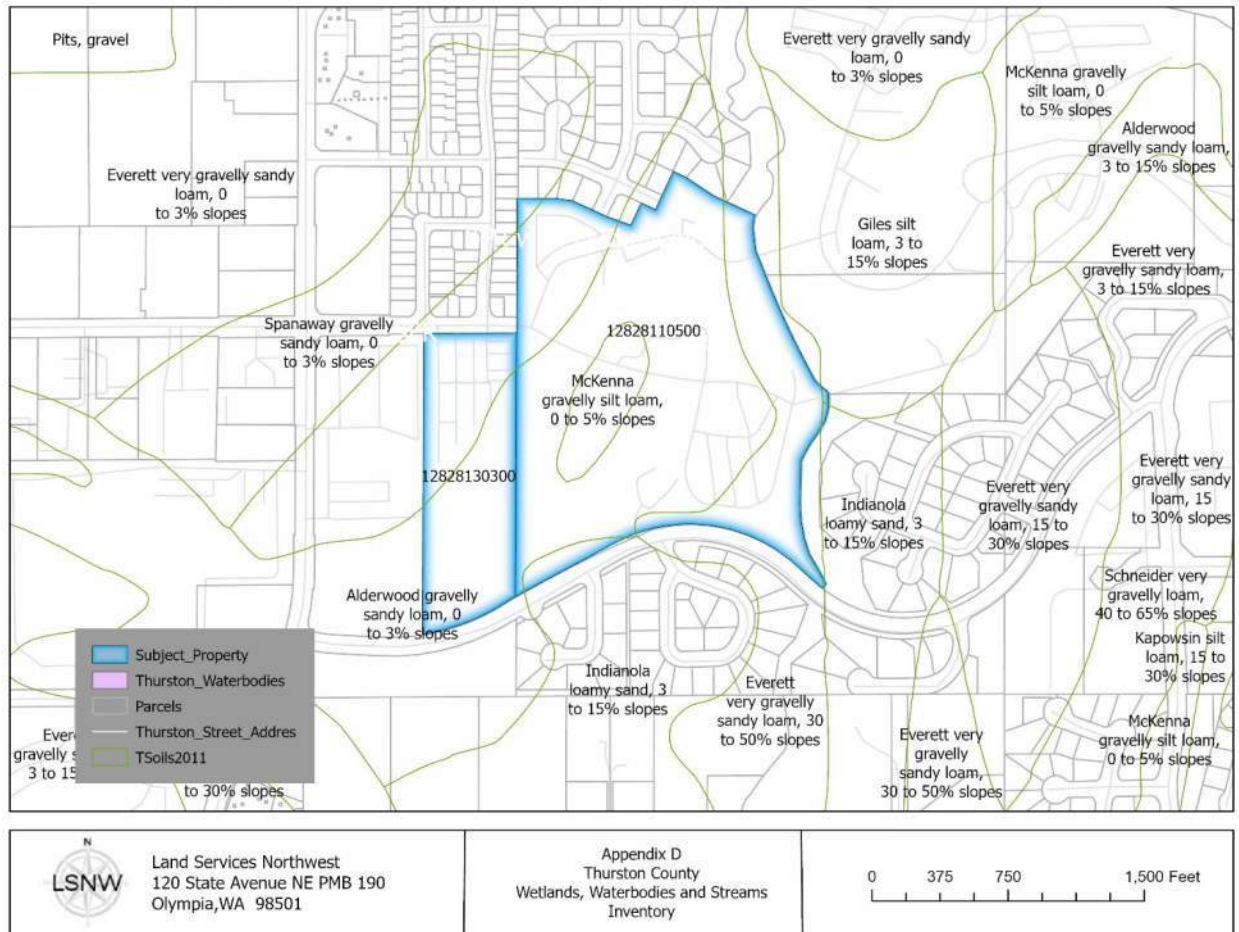 Pits, gravel
Everett very gravelly sandy
loam, 0
to 3% slopes
McKenna gravelly
silt loam, 0
to 5% slopes
Alderwood
gravelly sandy loam,
3 to 15% slopes
Everett very gravelly sandy
loam, 0
to 3% slopes
Giles silt
loam, 3 to
15% slopes
Everett very
gravelly sandy loam,
3 to 15% slopes
Spanaway gravelly
sandy loam, 0
to 3% slopes
12828110500
McKenna
gravelly silt loam,
0 to 5% slopes
12828130300
Everett very
gravelly sandy
loam, 15
to 30% slopes
Indianola
loamy sand, 3
to 15% slopes
Everett very
gravelly sandy
loam, 15 to
30% slopes
Alderwood gravelly
sandy loam, 0
to 3% slopes
Schneider very
gravelly loam,
40 to 65% slopes
Kapowsin silt
loam, 15 to
30% slopes
Indianola
loamy sand, 3
to 15% slopes
Everett
very gravelly
sandy loam, 30
to 50% slopes
Everett very
gravelly
sandy loam,
30 to 50% slopes
McKenna
gravelly silt loam,
0 to 5% slopes
gravelly
3 to 15
to 30% slopes
Subject_Property
Thurston_Waterbodies
Parcels
Thurston_Street_Addres
TSoils2011
N
LSNW
Land Services Northwest
120 State Avenue NE PMB 190
Olympia,WA 98501
Appendix D
Thurston County
Wetlands, Waterbodies and Streams
Inventory
0 375 750 1,500 Feet